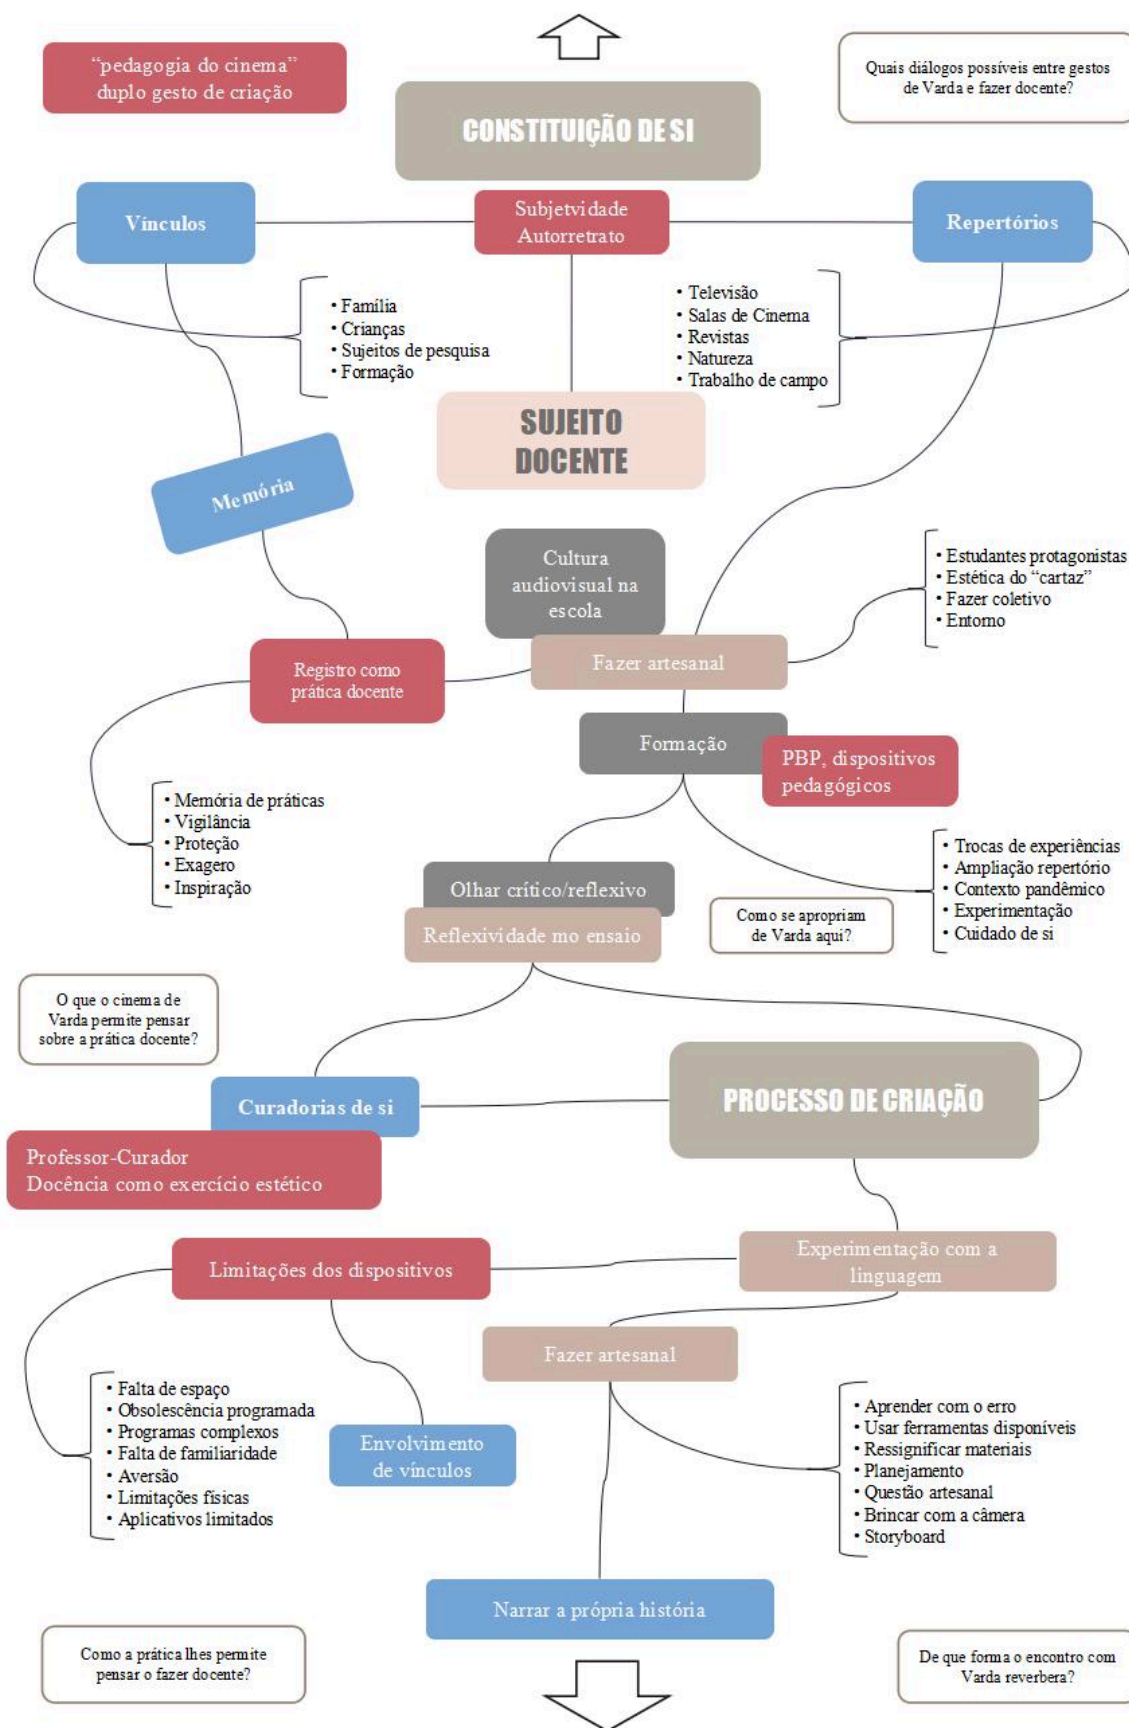 “pedagogia do cinema”
duplo gesto de criação
Quais diálogos possíveis entre gestos
de Varda e fazer docente?
CONSTITUIÇÃO DE SI
Vínculos
Subjetvidade
Autorretrato
Repertórios
• Família
• Crianças
• Sujeitos de pesquisa
• Formação
• Televisão
• Salas de Cinema
• Revistas
• Natureza
• Trabalho de campo
SUJEITO
DOCENTE
Memória
Cultura
audiovisual na
escola
• Estudantes protagonistas
• Estética do “cartaz”
• Fazer coletivo
• Entorno
Fazer artesanal
Registro como
prática docente
Formação
PBP, dispositivos
pedagógicos
• Memória de práticas
• Vigilância
• Proteção
• Exagero
• Inspiração
• Trocas de experiências
• Ampliação repertório
• Contexto pandêmico
• Experimentação
• Cuidado de si
Olhar crítico/reflexivo
Reflexividade mo ensaio
Como se apropriam
de Varda aqui?
O que o cinema de
Varda permite pensar
sobre a prática docente?
Curadorias de si
PROCESSO DE CRIAÇÃO
Professor-Curador
Docência como exercício estético
Limitações dos dispositivos
Experimentação com a
linguagem
Fazer artesanal
• Falta de espaço
• Obsolescência programada
• Programas complexos
• Falta de familiaridade
• Aversão
• Limitações físicas
• Aplicativos limitados
Envolvimento
de vínculos
• Aprender com o erro
• Usar ferramentas disponíveis
• Ressignificar materiais
• Planejamento
• Questão artesanal
• Brincar com a câmera
• Storyboard
Narrar a própria história
Como a prática lhes permite
pensar o fazer docente?
De que forma o encontro com
Varda reverbera?